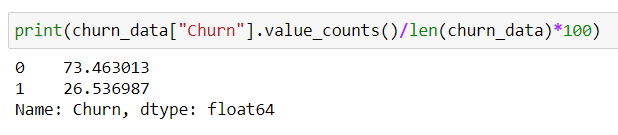 print(churn_data["Churn"].value_counts()/len(churn_data)*100)
0    73.463013
1    26.536987
Name: Churn, dtype: float64